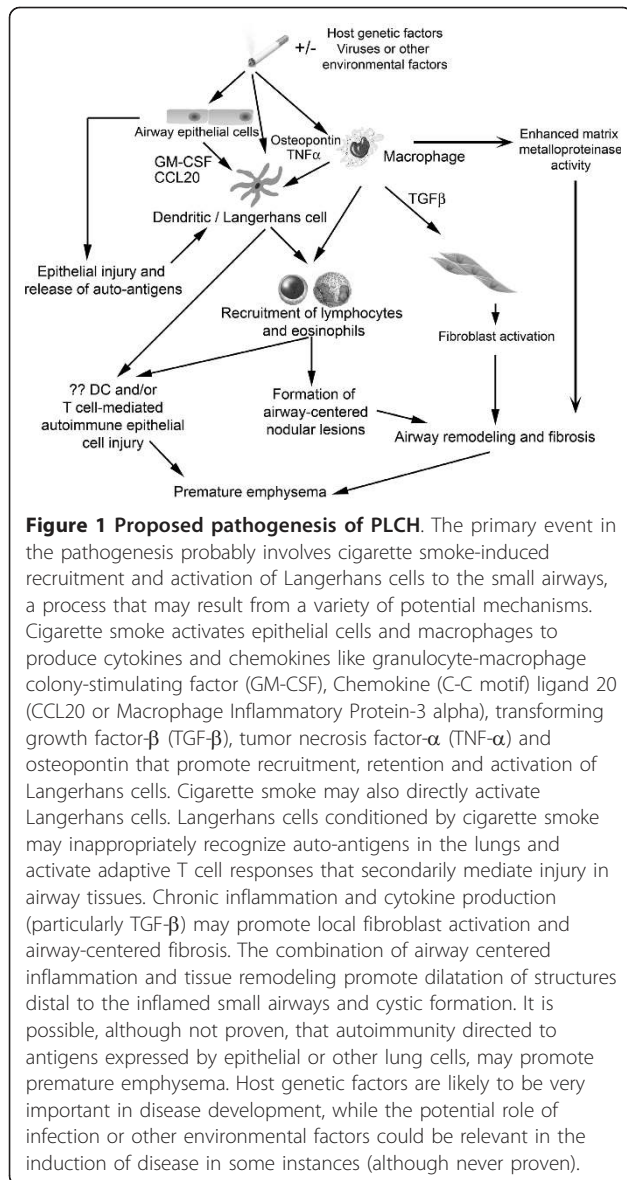 Host genetic factors
+/- Viruses or other
environmental factors
Airway epithelial cells
Osteopontin
TNFα
Macrophage
Enhanced matrix
metalloproteinase
activity
GM-CSF
CCL20
TGFβ
Dendritic / Langerhans cell
Epithelial injury and
release of auto-antigens
Recruitment of lymphocytes
and eosinophils
Fibroblast activation
?? DC and/or
T cell-mediated
autoimmune epithelial
cell injury
Formation of
airway-centered
nodular lesions
Airway remodeling and fibrosis
Premature emphysema
Figure 1 Proposed pathogenesis of PLCH. The primary event in
the pathogenesis probably involves cigarette smoke-induced
recruitment and activation of Langerhans cells to the small airways,
a process that may result from a variety of potential mechanisms.
Cigarette smoke activates epithelial cells and macrophages to
produce cytokines and chemokines like granulocyte-macrophage
colony-stimulating factor (GM-CSF), Chemokine (C-C motif) ligand 20
(CCL20 or Macrophage Inflammatory Protein-3 alpha), transforming
growth factor-β (TGF-β), tumor necrosis factor-α (TNF-α) and
osteopontin that promote recruitment, retention and activation of
Langerhans cells. Cigarette smoke may also directly activate
Langerhans cells. Langerhans cells conditioned by cigarette smoke
may inappropriately recognize auto-antigens in the lungs and
activate adaptive T cell responses that secondarily mediate injury in
airway tissues. Chronic inflammation and cytokine production
(particularly TGF-β) may promote local fibroblast activation and
airway-centered fibrosis. The combination of airway centered
inflammation and tissue remodeling promote dilatation of structures
distal to the inflamed small airways and cystic formation. It is
possible, although not proven, that autoimmunity directed to
antigens expressed by epithelial or other lung cells, may promote
premature emphysema. Host genetic factors are likely to be very
important in disease development, while the potential role of
infection or other environmental factors could be relevant in the
induction of disease in some instances (although never proven).